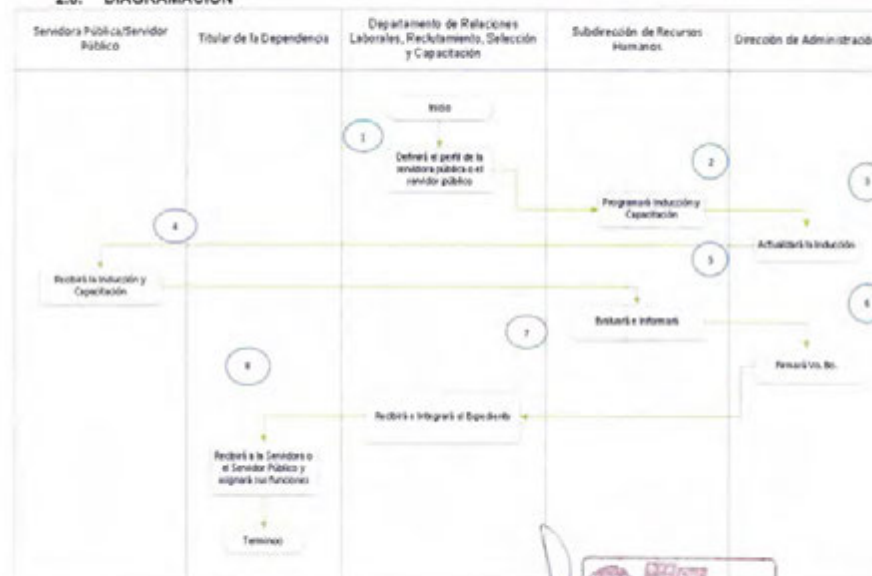 DIAGRAMACIÓN
Servidora Pública/Servidor
Público
Titular de la Dependencia
Departamento de Relaciones
Laborales, Reclutamiento, Selección
y Capacitación
Subdirección de Recursos
Humanos
Dirección de Administració
Inicio
1
Definirá el perfil de la
servidora pública o el
servidor público
2
Programará Inducción y
Capacitación
3
Actualizará la Inducción
4
Recibirá la Inducción y
Capacitación
5
Evaluará e Informará
6
Firmará Vo. Bo.
7
Recibirá e Integrará el Expediente
8
Recibirá a la Servidora o
el Servidor Público y
asignará sus funciones
Termino